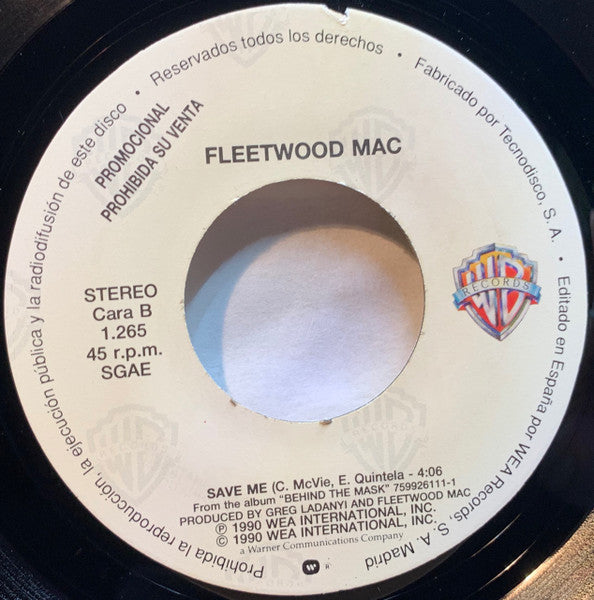 Prohibida la reproducción, la ejecución pública y la radiodifusión de este disco • Reservados todos los derechos • Fabricado por Tecnodisco, S. A. • Editado en España por WEA Records, S. A. Madrid
PROMOCIONAL
PROHIBIDA SU VENTA
FLEETWOOD MAC
WB
RECORDS
STEREO
Cara B
1.265
45 r.p.m.
SGAE
SAVE ME (C. McVie, E. Quintela - 4:06
From the album "BEHIND THE MASK" 759926111-1
PRODUCED BY GREG LADANYI AND FLEETWOOD MAC
Ⓟ 1990 WEA INTERNATIONAL, INC.
© 1990 WEA INTERNATIONAL, INC.
a Warner Communications Company